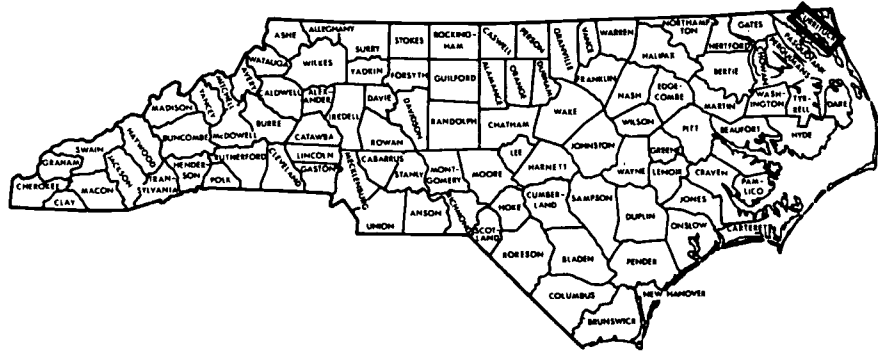 ASHE
ALLEGHANY
SURRY
STOKES
ROCKING-
HAM
CASWELL
PERSON
GRANVILLE
VANCE
WARREN
NORTHAMP
TON
GATES
HERTFORD
HALIFAX
BERTIE
CHOWAN
WATAUGA
WILKES
YADKIN
FORSYTH
GUILFORD
ALAMANCE
ORANGE
DURHAM
FRANKLIN
NASH
EDGE-
COMBE
MARTIN
WASH-
INGTON
TYR-
RELL
DARE
MADISON
YANCEY
MITCHELL
AVERY
ALDWELL
ALEX-
ANDER
IREDELL
DAVIE
DAVIDSON
RANDOLPH
CHATHAM
WAKE
WILSON
PITT
BEAUFORT
HYDE
SWAIN
HAYWOOD
BUNCOMBE
McDOWELL
BURKE
CATAWBA
ROWAN
JOHNSTON
GREENE
GRAHAM
JACKSON
HENDER-
SON
RUTHERFORD
CLEVELAND
LINCOLN
GASTON
MECKLENBURG
CABARRUS
STANLY
MONT-
GOMERY
MOORE
LEE
HARNETT
WAYNE
LENOIR
CRAVEN
PAM-
LICO
CHEROKEE
CLAY
MACON
TRAN-
SYLVANIA
POLK
UNION
ANSON
RICHMOND
HOKE
SCOT-
LAND
CUMBER-
LAND
SAMPSON
DUPLIN
JONES
ONSLOW
CARTERET
ROBESON
BLADEN
PENDER
COLUMBUS
NEW HANOVER
BRUNSWICK